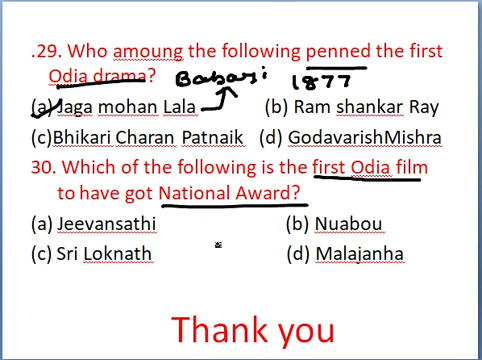 .29. Who amoung the following penned the first
Odia drama? Babaji 1877
(a)Jaga mohan Lala (b) Ram shankar Ray
(c)Bhikari Charan Patnaik (d) GodavarishMishra
30. Which of the following is the first Odia film
to have got National Award?
(a) Jeevansathi (b) Nuabou
(c) Sri Loknath (d) Malajanha
Thank you